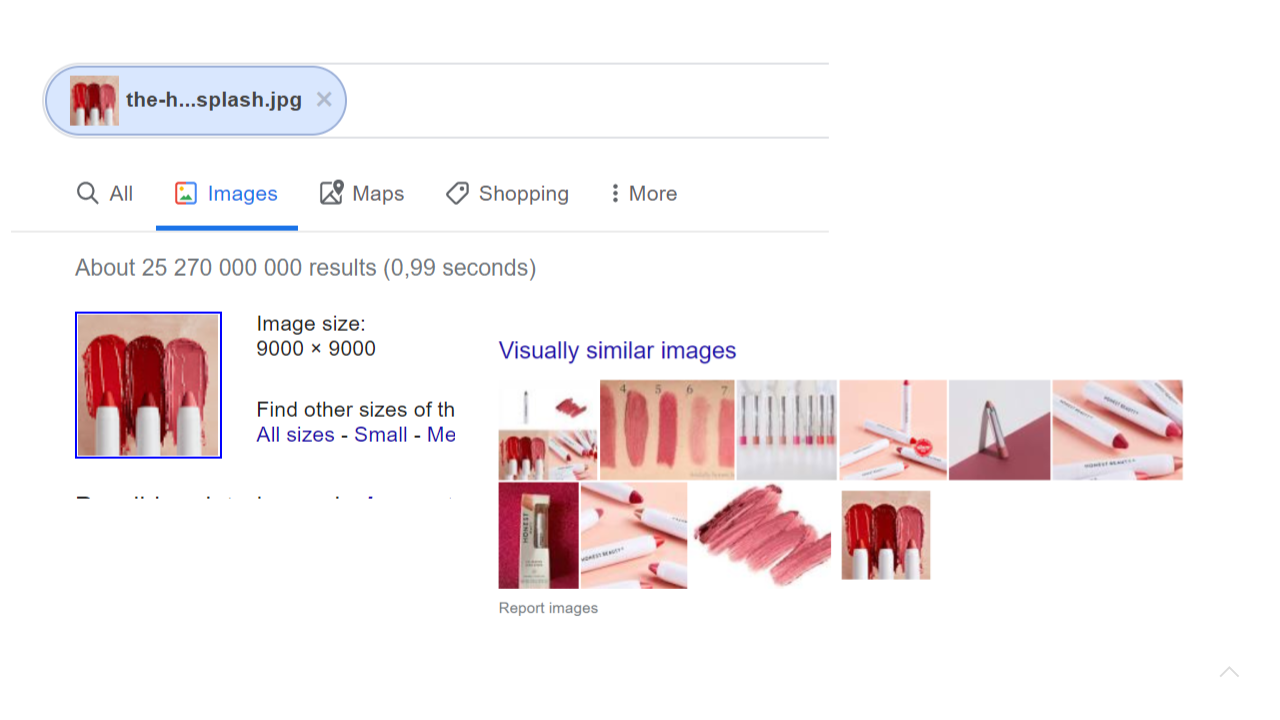 the-h...splash.jpg
All Images Maps Shopping More
About 25 270 000 000 results (0,99 seconds)
Image size:
9000 × 9000
Find other sizes of th
All sizes - Small - Me
Visually similar images
4 5 6 7
HONEST BEAUTY
HONEST BEAUTY
HONEST
HONEST BEAUTY
Report images